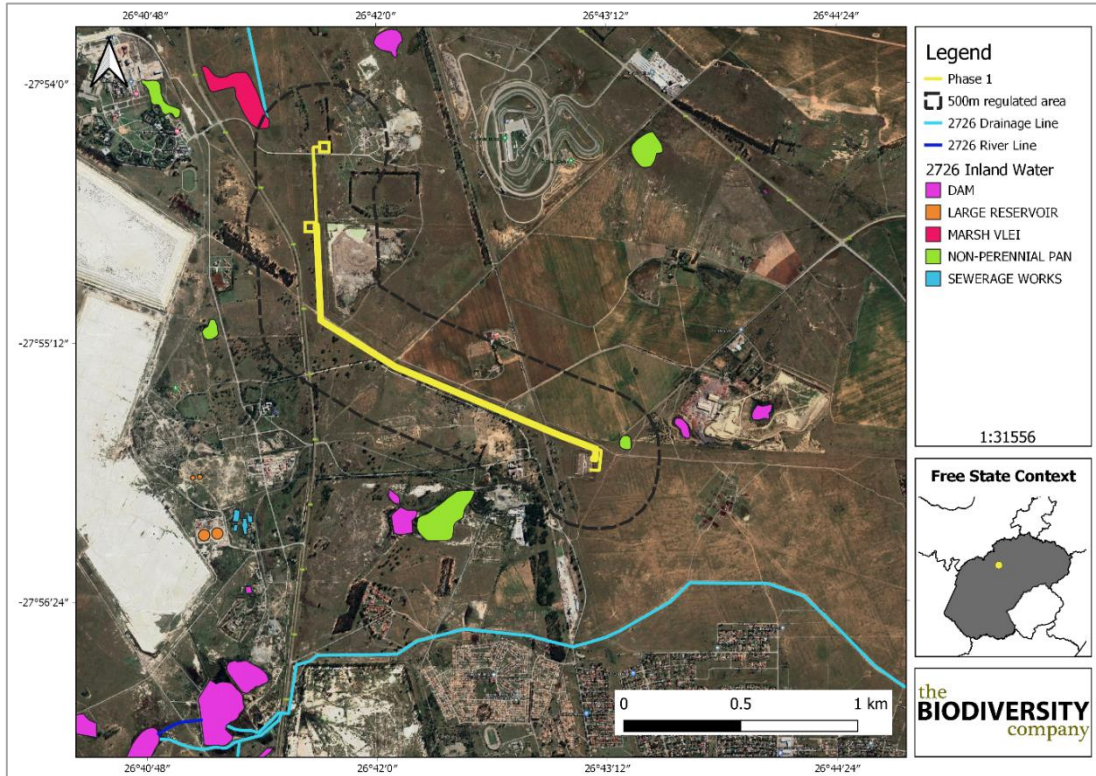 26°40'48" 26°42'0" 26°43'12" 26°44'24"
-27°54'0"
-27°55'12"
-27°56'24"
Legend
Phase 1
500m regulated area
2726 Drainage Line
2726 River Line
2726 Inland Water
DAM
LARGE RESERVOIR
MARSH VLEI
NON-PERENNIAL PAN
SEWERAGE WORKS
1:31556
Free State Context
0 0.5 1 km
the
BIODIVERSITY
company
26°40'48" 26°42'0" 26°43'12" 26°44'24"